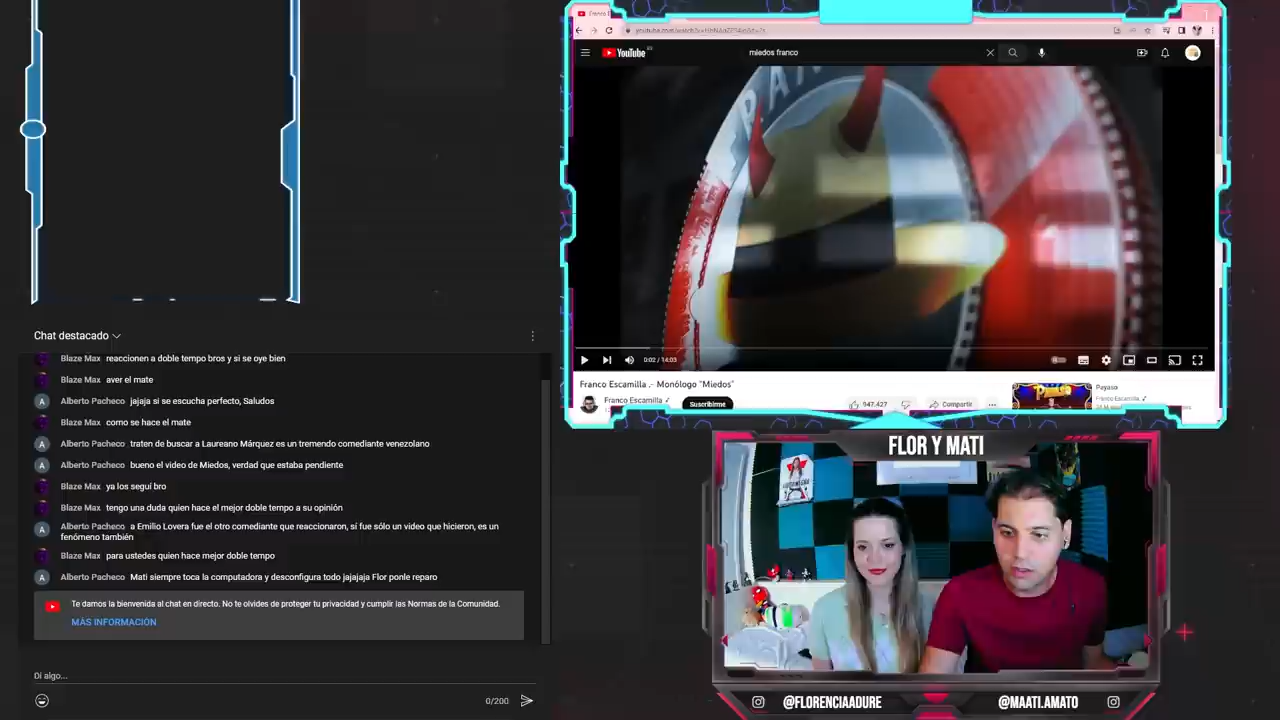 Chat destacado
Blaze Max reaccionen a doble tempo bros y si se oye bien
Blaze Max aver el mate
Alberto Pacheco jajaja si se escucha perfecto, Saludos
Blaze Max como se hace el mate
Alberto Pacheco traten de buscar a Laureano Márquez es un tremendo comediante venezolano
Alberto Pacheco bueno el video de Miedos, verdad que estaba pendiente
Blaze Max ya los seguí bro
Blaze Max tengo una duda quien hace el mejor doble tempo a su opinión
Alberto Pacheco a Emilio Lovera fue el otro comediante que reaccionaron, sí fue sólo un video que hicieron, es un
fenómeno también
Blaze Max para ustedes quien hace mejor doble tempo
Alberto Pacheco Mati siempre toca la computadora y desconfigura todo jajajaja Flor ponle reparo
Te damos la bienvenida al chat en directo. No te olvides de proteger tu privacidad y cumplir las Normas de la Comunidad.
MÁS INFORMACIÓN
Di algo...
0/200
YouTube
miedos franco
0:02 / 14:03
Franco Escamilla .- Monólogo "Miedos"
Franco Escamilla
Suscribirme
947.427
Compartir
Payaso
Franco Escamilla
FLOR Y MATI
@FLORENCIAADURE
@MAATI.AMATO